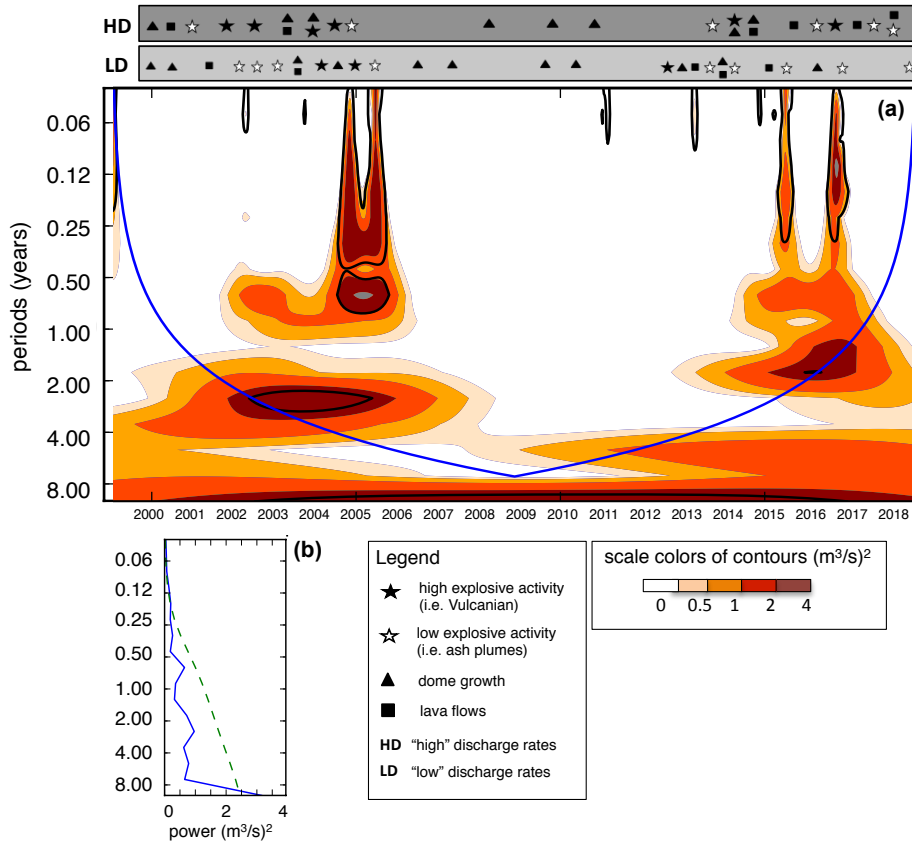 HD
LD
(a)
periods (years)
0.06
0.12
0.25
0.50
1.00
2.00
4.00
8.00
2000 2001 2002 2003 2004 2005 2006 2007 2008 2009 2010 2011 2012 2013 2014 2015 2016 2017 2018
(b)
0.06
0.12
0.25
0.50
1.00
2.00
4.00
8.00
0 2 4
power (m³/s)²
Legend
high explosive activity
(i.e. Vulcanian)
low explosive activity
(i.e. ash plumes)
dome growth
lava flows
HD "high" discharge rates
LD "low" discharge rates
scale colors of contours (m³/s)²
0 0.5 1 2 4